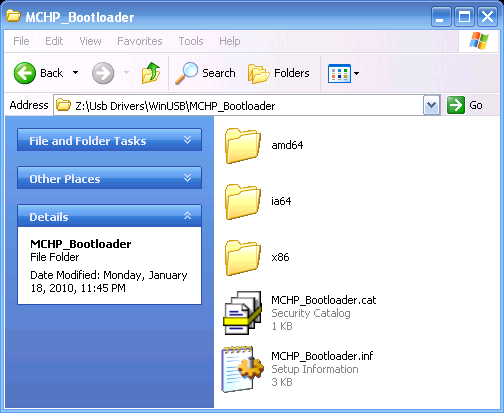 MCHP_Bootloader
File Edit View Favorites Tools Help
Back Search Folders
Address Z:\Usb Drivers\WinUSB\MCHP_Bootloader Go
File and Folder Tasks
Other Places
Details
MCHP_Bootloader
File Folder
Date Modified: Monday, January
18, 2010, 11:45 PM
amd64
ia64
x86
MCHP_Bootloader.cat
Security Catalog
1 KB
MCHP_Bootloader.inf
Setup Information
3 KB